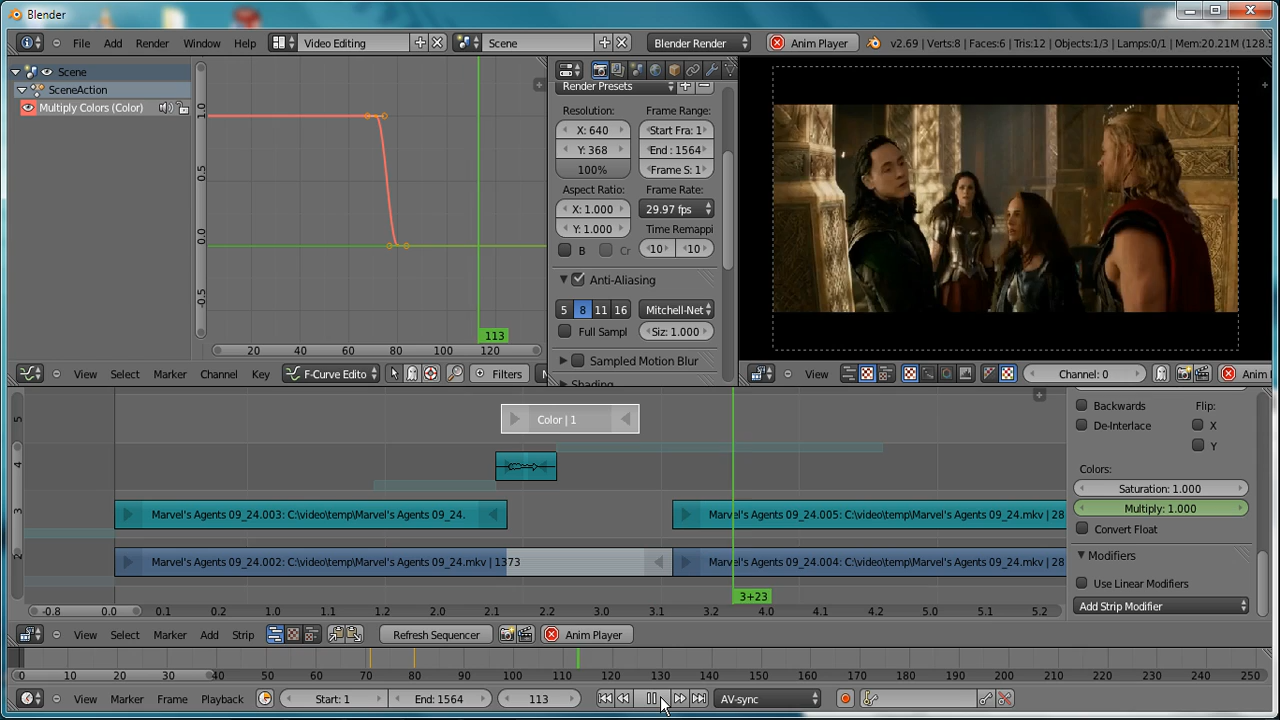 Blender
File Add Render Window Help Video Editing Scene Blender Render Anim Player v2.69 | Verts:8 | Faces:6 | Tris:12 | Objects:1/3 | Lamps:0/1 | Mem:20.21M (128.5
Scene
SceneAction
Multiply Colors (Color)
1.0
0.5
0.0
-0.5
113
20 40 60 80 100 120
View Select Marker Channel Key F-Curve Edito Filters
Render Presets
Resolution: Frame Range:
X: 640 Start Fra: 1
Y: 368 End : 1564
100% Frame S: 1
Aspect Ratio: Frame Rate:
X: 1.000 29.97 fps
Y: 1.000 Time Remappi
B Cr 10 10
Anti-Aliasing
5 8 11 16 Mitchell-Net
Full Sampl Siz: 1.000
Sampled Motion Blur
Shading
View Channel: 0 Anim
5
4
3
2
Color | 1
Marvel's Agents 09_24.003: C:\video\temp\Marvel's Agents 09_24.
Marvel's Agents 09_24.005: C:\video\temp\Marvel's Agents 09_24.mkv | 28
Marvel's Agents 09_24.002: C:\video\temp\Marvel's Agents 09_24.mkv | 1373
Marvel's Agents 09_24.004: C:\video\temp\Marvel's Agents 09_24.mkv | 28
3+23
-0.8 0.0 0.1 0.2 1.0 1.1 1.2 2.0 2.1 2.2 3.0 3.1 3.2 4.0 4.1 4.2 5.0 5.1 5.2
Backwards Flip:
De-Interlace X
Y
Colors:
Saturation: 1.000
Multiply: 1.000
Convert Float
Modifiers
Use Linear Modifiers
Add Strip Modifier
View Select Marker Add Strip Refresh Sequencer Anim Player
0 10 20 30 40 50 60 70 80 90 100 110 120 130 140 150 160 170 180 190 200 210 220 230 240 250
View Marker Frame Playback Start: 1 End: 1564 113 AV-sync